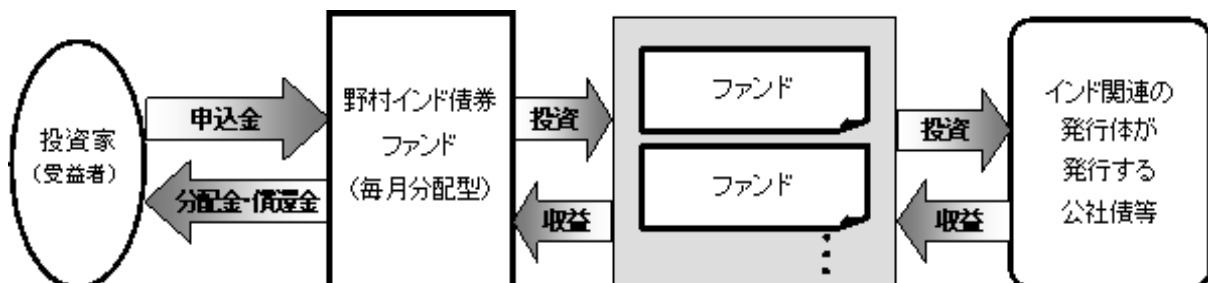 投資家
(受益者)
申込金
分配金・償還金
野村インド債券
ファンド
(毎月分配型)
投資
収益
ファンド
ファンド
投資
収益
インド関連の
発行体が
発行する
公社債等